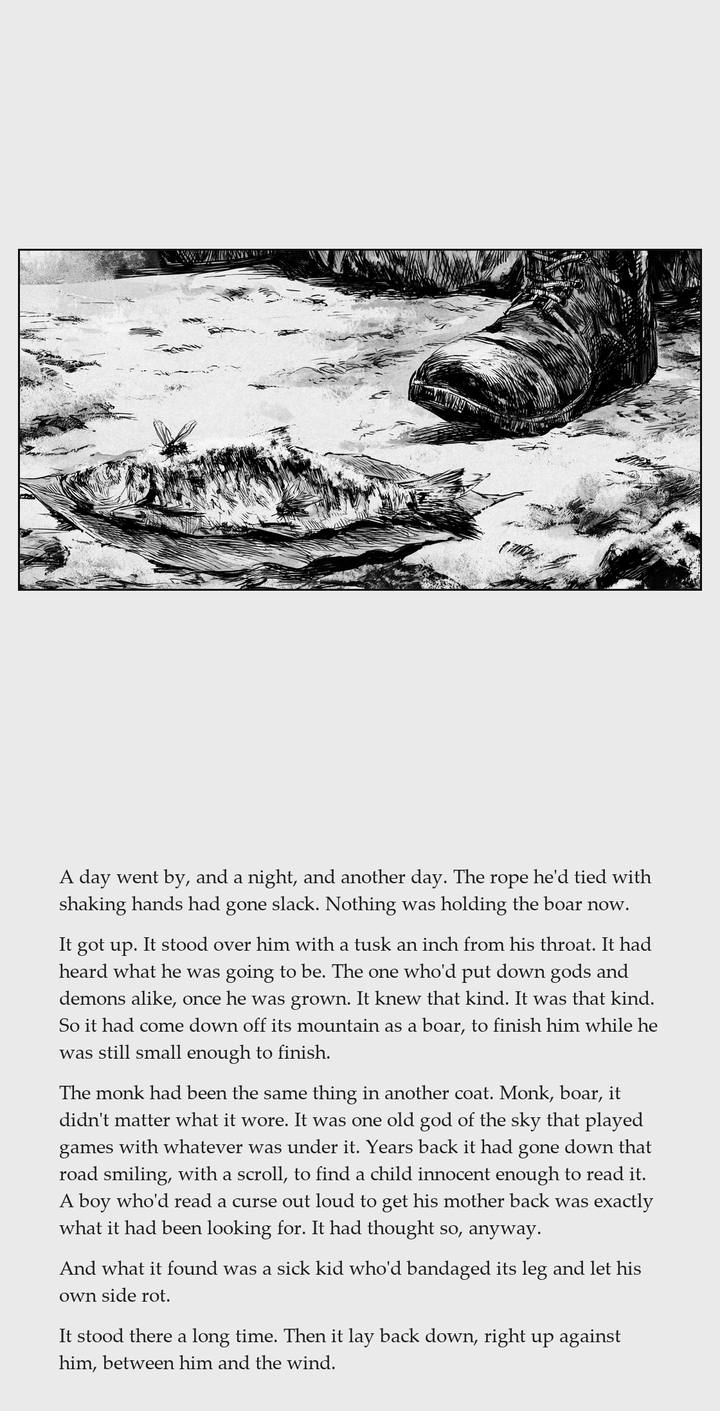 A day went by, and a night, and another day. The rope he'd tied with
shaking hands had gone slack. Nothing was holding the boar now.
It got up. It stood over him with a tusk an inch from his throat. It had
heard what he was going to be. The one who'd put down gods and
demons alike, once he was grown. It knew that kind. It was that kind.
So it had come down off its mountain as a boar, to finish him while he
was still small enough to finish.
The monk had been the same thing in another coat. Monk, boar, it
didn't matter what it wore. It was one old god of the sky that played
games with whatever was under it. Years back it had gone down that
road smiling, with a scroll, to find a child innocent enough to read it.
A boy who'd read a curse out loud to get his mother back was exactly
what it had been looking for. It had thought so, anyway.
And what it found was a sick kid who'd bandaged its leg and let his
own side rot.
It stood there a long time. Then it lay back down, right up against
him, between him and the wind.